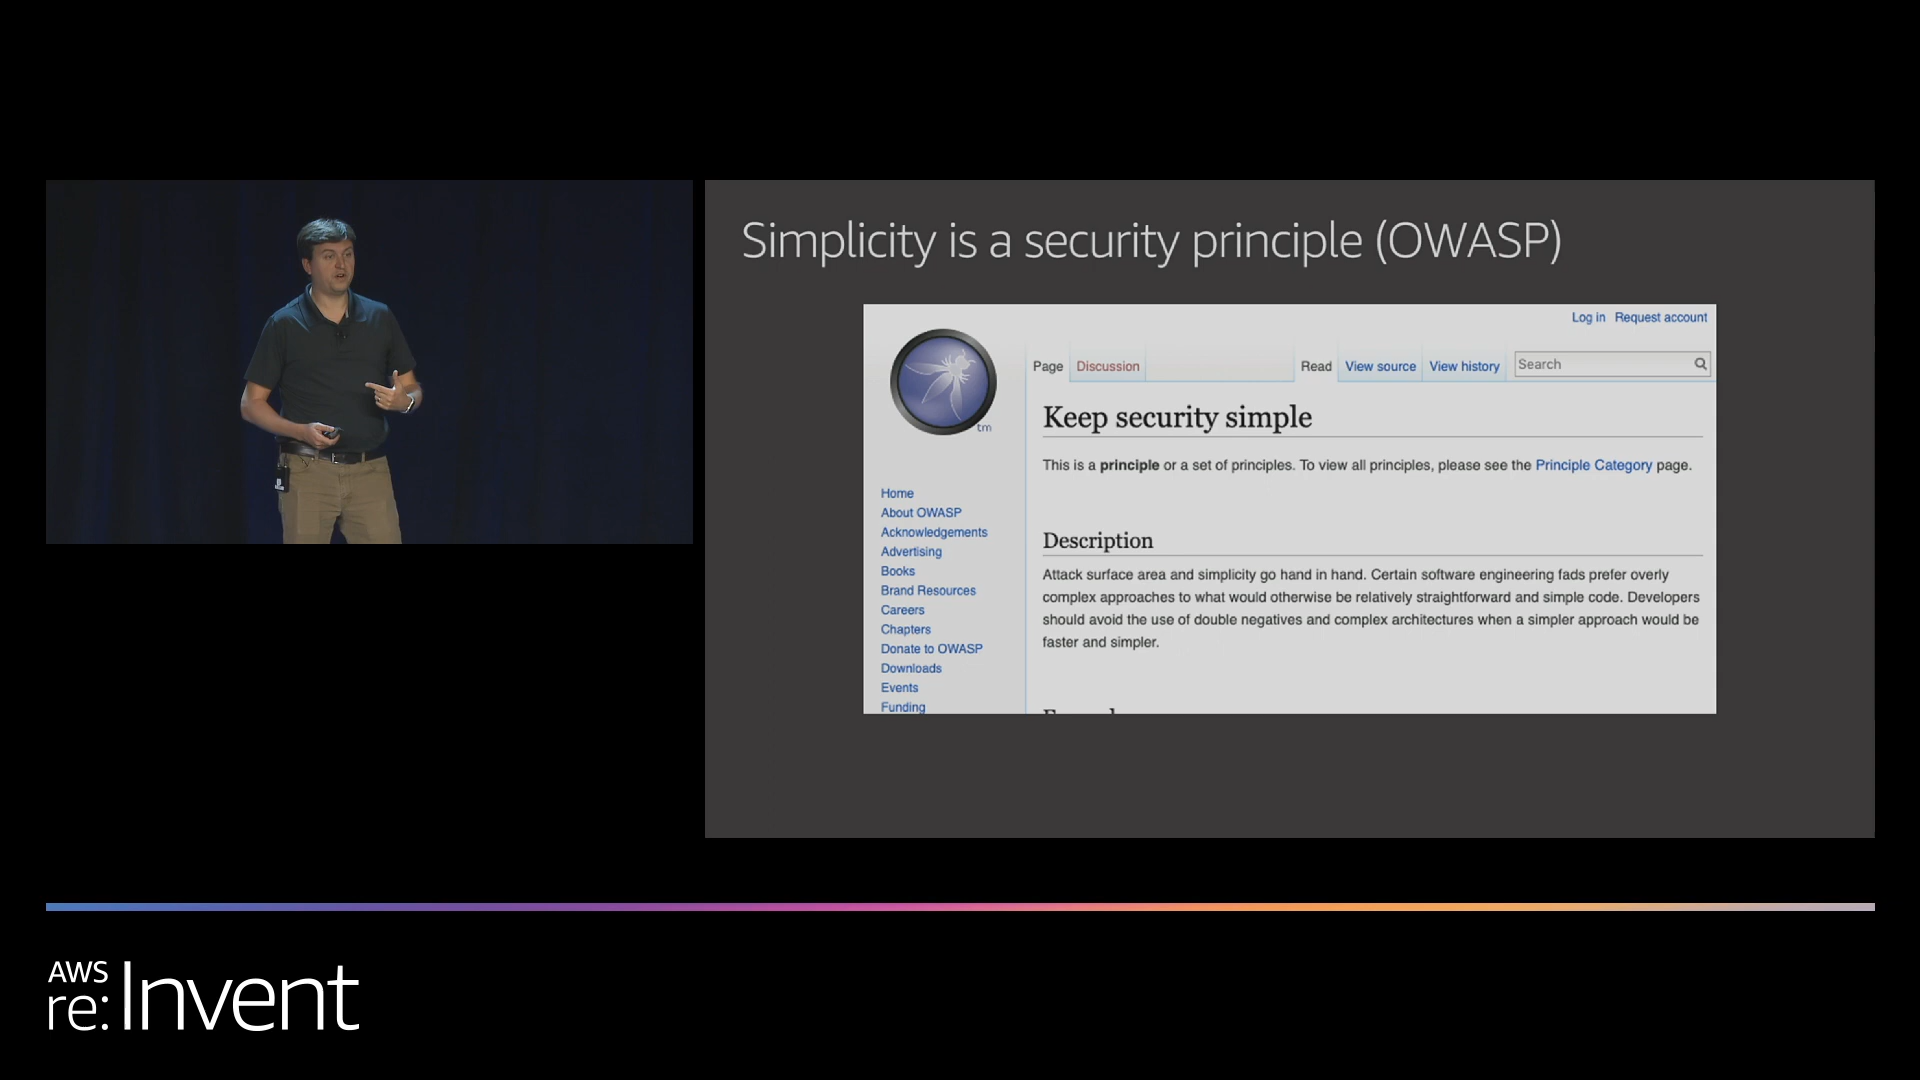 Simplicity is a security principle (OWASP)
Log in Request account
Page Discussion Read View source View history Search
tm
Keep security simple
This is a principle or a set of principles. To view all principles, please see the Principle Category page.
Home
About OWASP
Acknowledgements
Advertising
Books
Brand Resources
Careers
Chapters
Donate to OWASP
Downloads
Events
Funding
Description
Attack surface area and simplicity go hand in hand. Certain software engineering fads prefer overly
complex approaches to what would otherwise be relatively straightforward and simple code. Developers
should avoid the use of double negatives and complex architectures when a simpler approach would be
faster and simpler.
AWS
re:Invent